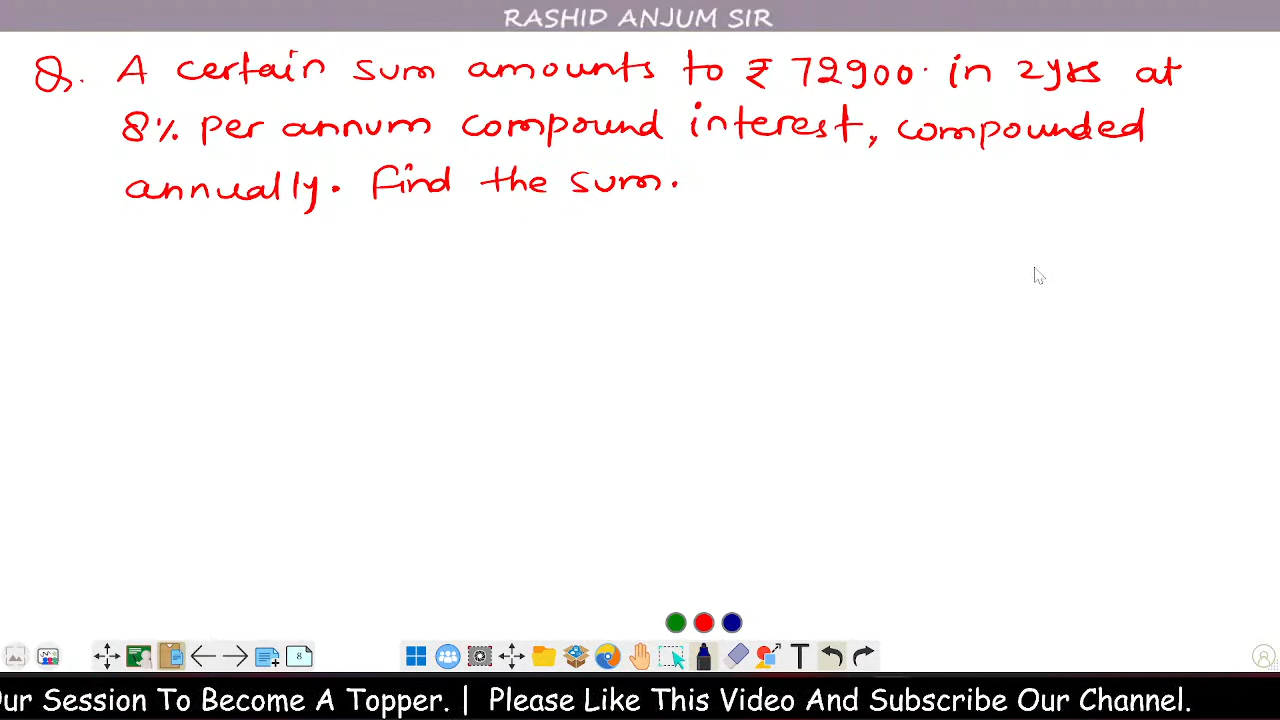 RASHID ANJUM SIR
Q. A certain sum amounts to ₹ 72900. in 2yrs at
8% per annum compound interest, compounded
annually. Find the sum.
8
Our Session To Become A Topper. | Please Like This Video And Subscribe Our Channel.